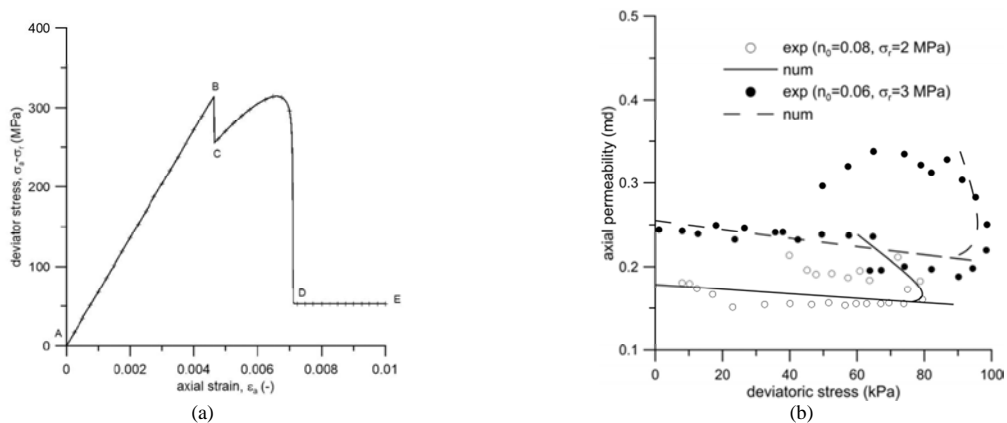 400
300
200
100
0
deviator stress, σa-σr (MPa)
A
B
C
D
E
0
0.002
0.004
0.006
0.008
0.01
axial strain, εa (-)
(a)
0.5
0.4
0.3
0.2
0.1
axial permeability (md)
exp (n0=0.08, σr=2 MPa)
num
exp (n0=0.06, σr=3 MPa)
num
0
20
40
60
80
100
deviatoric stress (kPa)
(b)